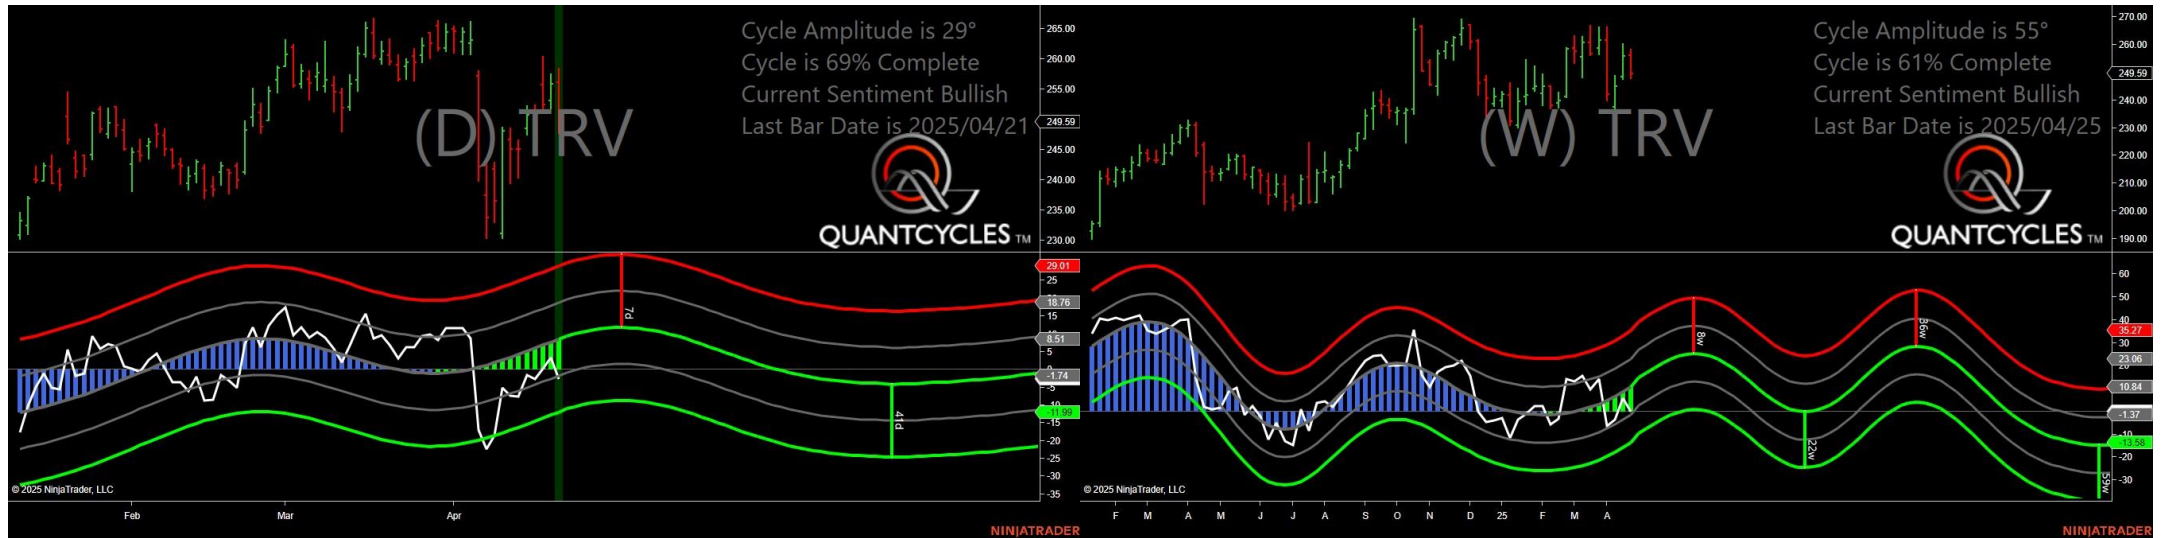 Cycle Amplitude is 29°
Cycle is 69% Complete
Current Sentiment Bullish
Last Bar Date is 2025/04/21
(D) TRV
QUANTCYCLES TM
265.00
260.00
255.00
249.59
245.00
240.00
235.00
230.00
29.01
25
18.76
15
8.51
5
0
-1.74
-5
-10
-11.99
-15
-20
-25
-30
-35
7d
41d
© 2025 NinjaTrader, LLC
Feb Mar Apr
NINJATRADER
Cycle Amplitude is 55°
Cycle is 61% Complete
Current Sentiment Bullish
Last Bar Date is 2025/04/25
(W) TRV
QUANTCYCLES TM
270.00
260.00
249.59
240.00
230.00
220.00
210.00
200.00
190.00
60
50
40
35.27
30
23.06
20
10.84
-1.37
-10
-13.58
-20
-30
8w
22w
36w
59w
© 2025 NinjaTrader, LLC
F M A M J J A S O N D 25 F M A
NINJATRADER